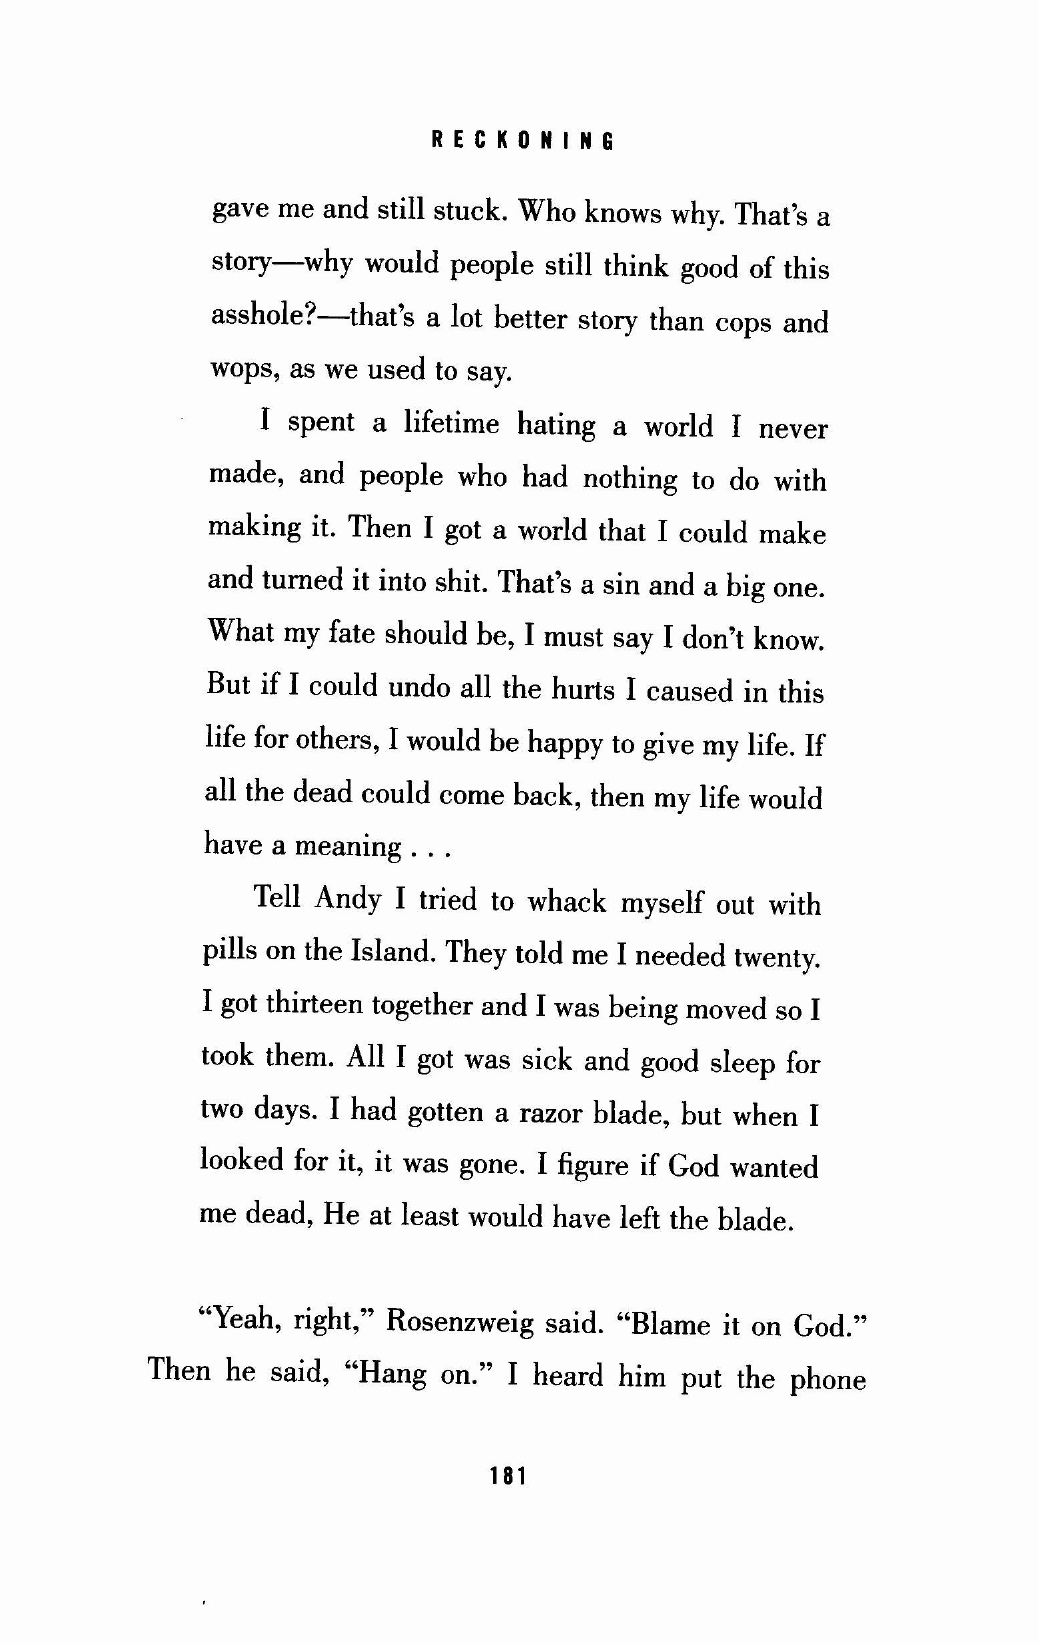 RECKONING
gave me and still stuck. Who knows why. That's a
story—why would people still think good of this
asshole?—that's a lot better story than cops and
wops, as we used to say.
I spent a lifetime hating a world I never
made, and people who had nothing to do with
making it. Then I got a world that I could make
and turned it into shit. That's a sin and a big one.
What my fate should be, I must say I don't know.
But if I could undo all the hurts I caused in this
life for others, I would be happy to give my life. If
all the dead could come back, then my life would
have a meaning . . .
Tell Andy I tried to whack myself out with
pills on the Island. They told me I needed twenty.
I got thirteen together and I was being moved so I
took them. All I got was sick and good sleep for
two days. I had gotten a razor blade, but when I
looked for it, it was gone. I figure if God wanted
me dead, He at least would have left the blade.
“Yeah, right,” Rosenzweig said. “Blame it on God.”
Then he said, “Hang on.” I heard him put the phone
181